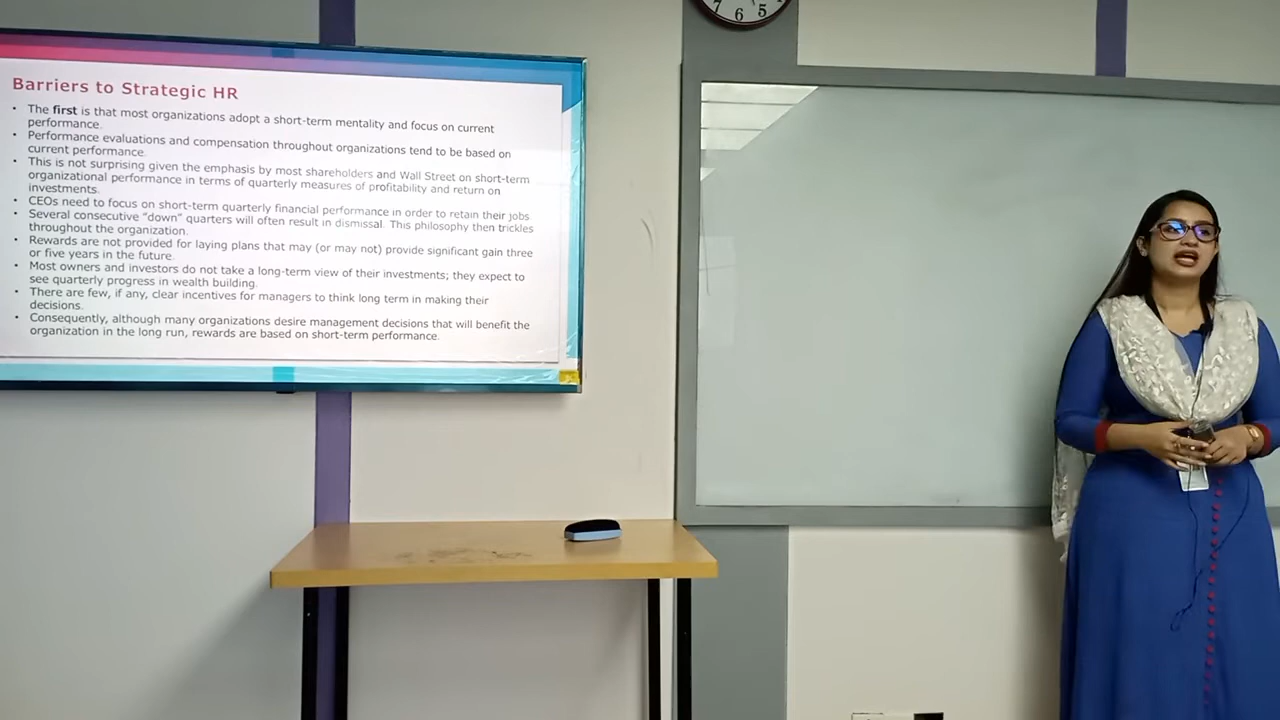 7 6 5
Barriers to Strategic HR
• The first is that most organizations adopt a short-term mentality and focus on current
performance.
• Performance evaluations and compensation throughout organizations tend to be based on
current performance.
• This is not surprising given the emphasis by most shareholders and Wall Street on short-term
organizational performance in terms of quarterly measures of profitability and return on
investments.
• CEOs need to focus on short-term quarterly financial performance in order to retain their jobs
• Several consecutive “down” quarters will often result in dismissal. This philosophy then trickles
throughout the organization.
• Rewards are not provided for laying plans that may (or may not) provide significant gain three
or five years in the future.
• Most owners and investors do not take a long-term view of their investments; they expect to
see quarterly progress in wealth building.
• There are few, if any, clear incentives for managers to think long term in making their
decisions.
• Consequently, although many organizations desire management decisions that will benefit the
organization in the long run, rewards are based on short-term performance.